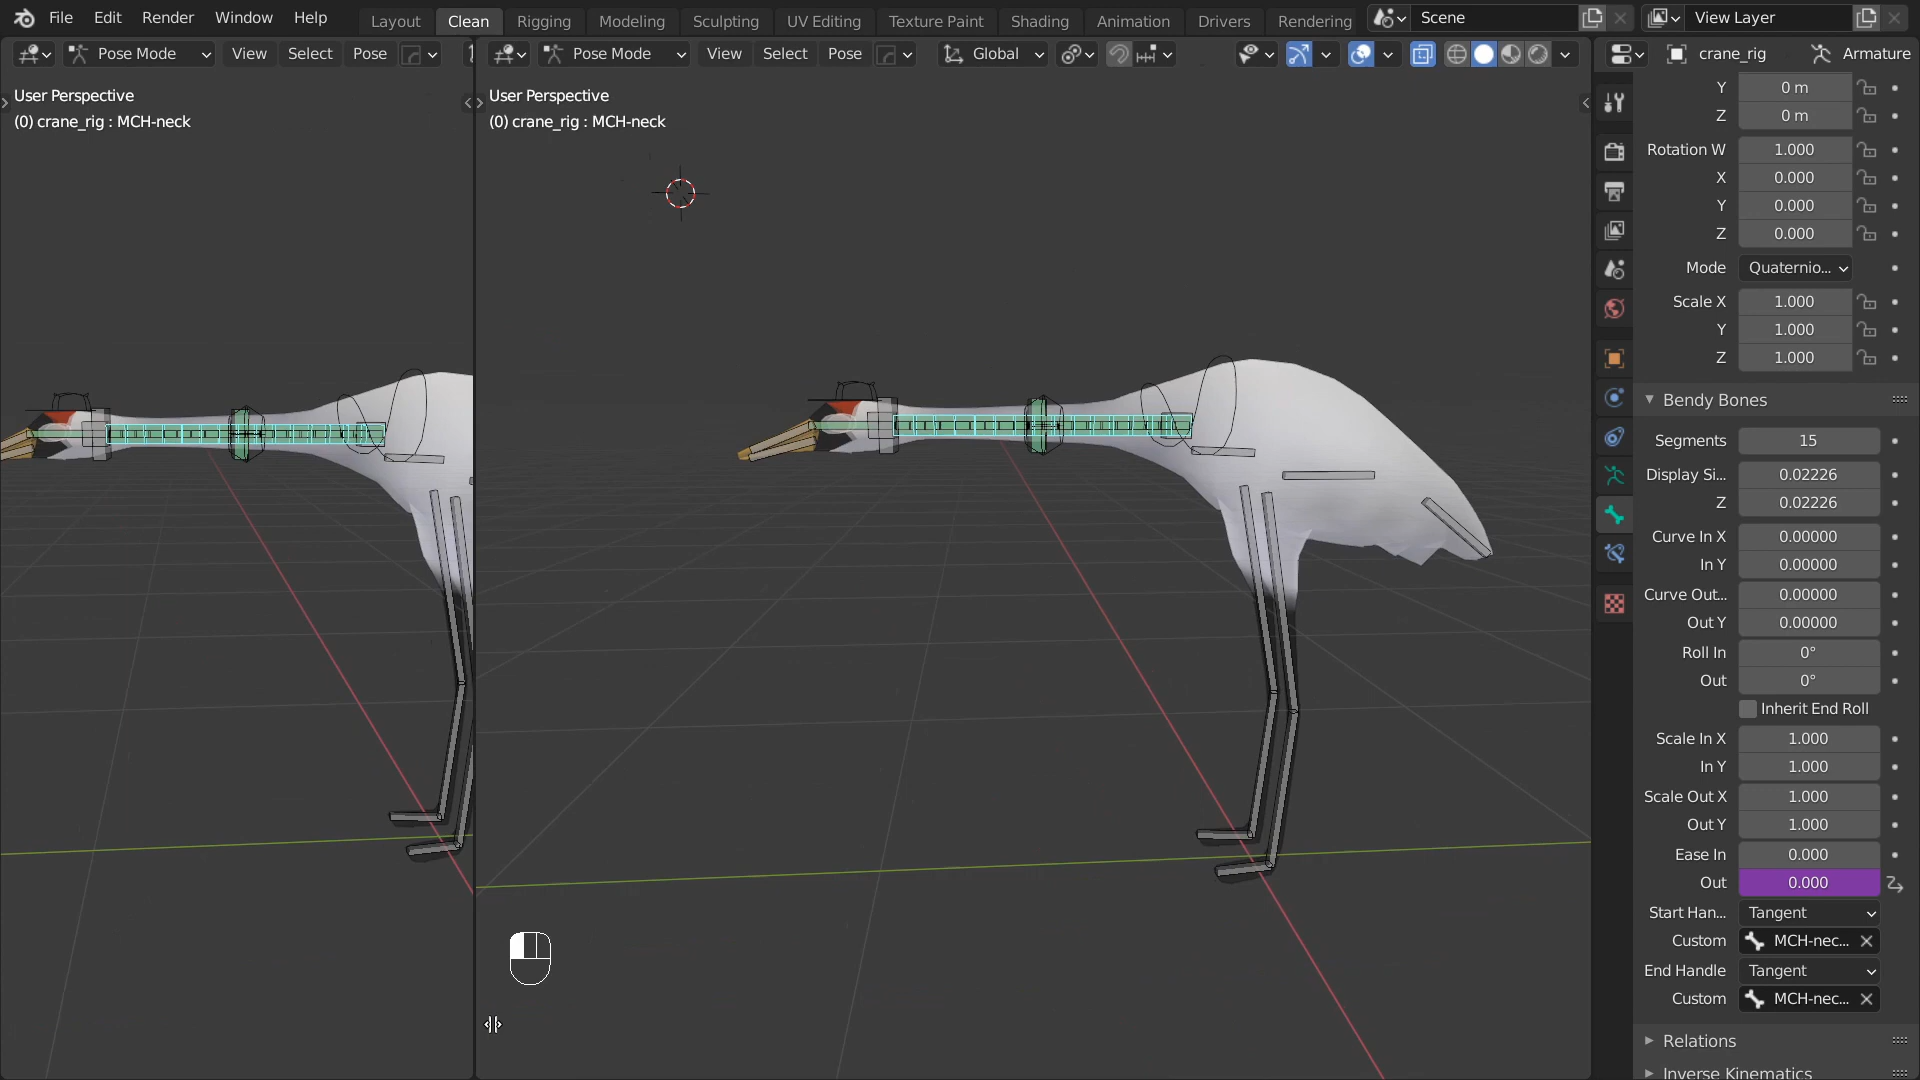 File Edit Render Window Help
Layout Clean Rigging Modeling Sculpting UV Editing Texture Paint Shading Animation Drivers Rendering
Scene
View Layer
Pose Mode View Select Pose
Pose Mode View Select Pose Global
crane_rig Armature
User Perspective
(0) crane_rig : MCH-neck
User Perspective
(0) crane_rig : MCH-neck
Y 0 m
Z 0 m
Rotation W 1.000
X 0.000
Y 0.000
Z 0.000
Mode Quaternio...
Scale X 1.000
Y 1.000
Z 1.000
Bendy Bones
Segments 15
Display Si... 0.02226
Z 0.02226
Curve In X 0.00000
In Y 0.00000
Curve Out... 0.00000
Out Y 0.00000
Roll In 0°
Out 0°
Inherit End Roll
Scale In X 1.000
In Y 1.000
Scale Out X 1.000
Out Y 1.000
Ease In 0.000
Out 0.000
Start Han... Tangent
Custom MCH-nec...
End Handle Tangent
Custom MCH-nec...
Relations
Inverse Kinematics